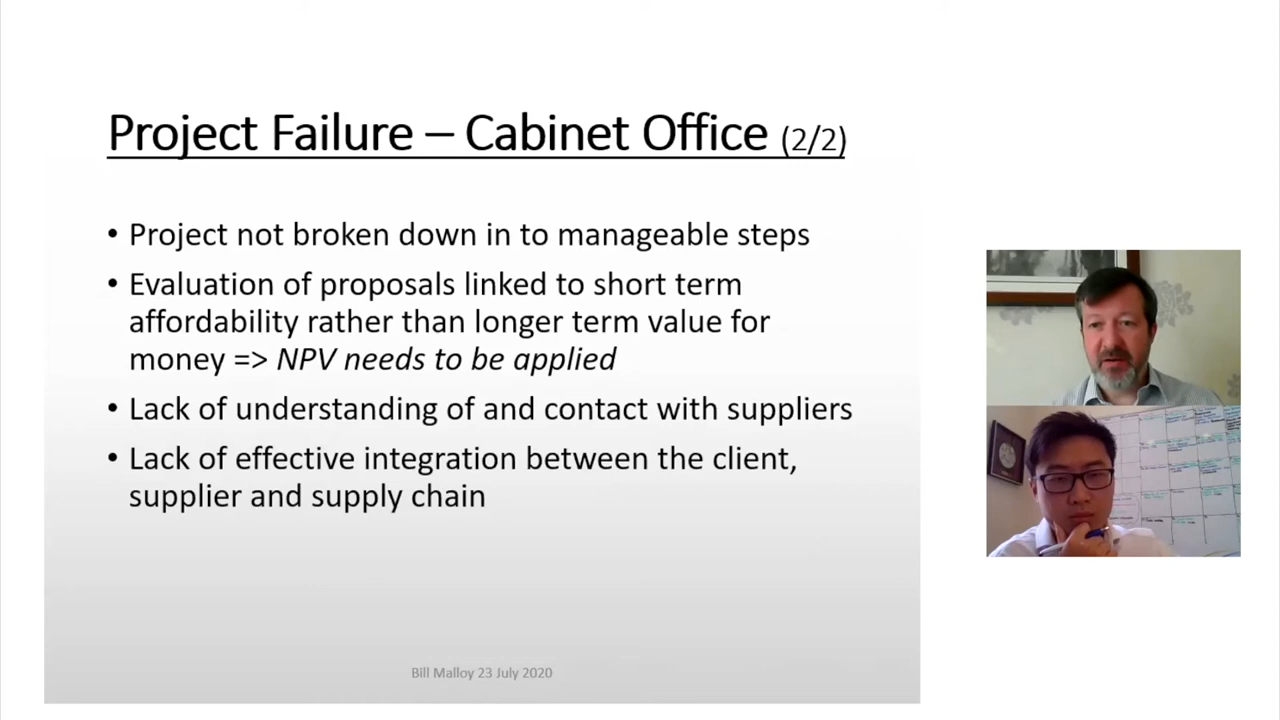 Project Failure – Cabinet Office (2/2)
• Project not broken down in to manageable steps
• Evaluation of proposals linked to short term
affordability rather than longer term value for
money => NPV needs to be applied
• Lack of understanding of and contact with suppliers
• Lack of effective integration between the client,
supplier and supply chain
Bill Malloy 23 July 2020